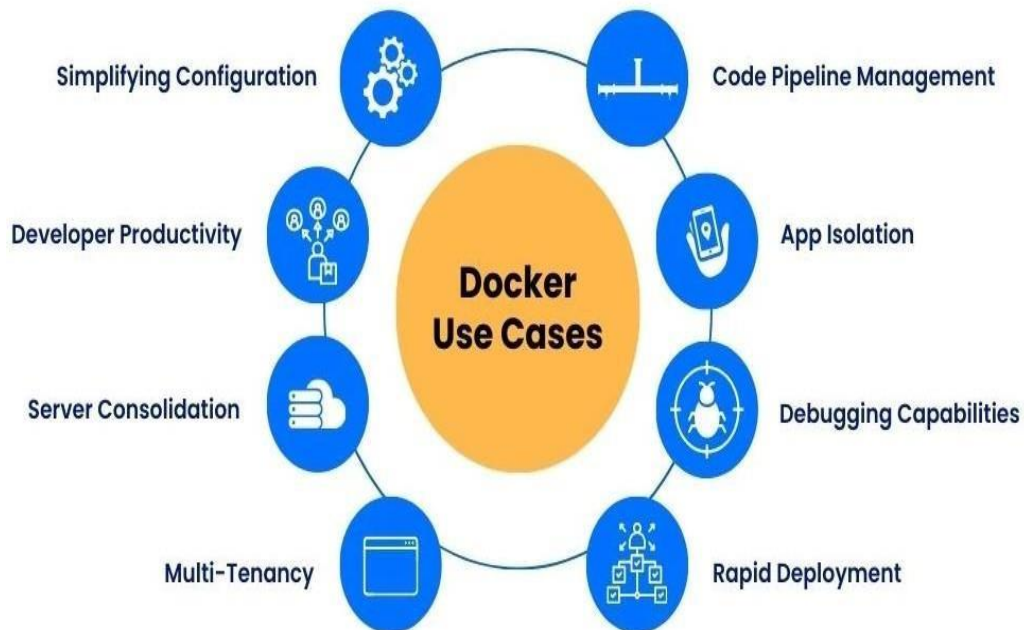 Simplifying Configuration
Code Pipeline Management
Developer Productivity
App Isolation
Docker
Use Cases
Server Consolidation
Debugging Capabilities
Multi-Tenancy
Rapid Deployment